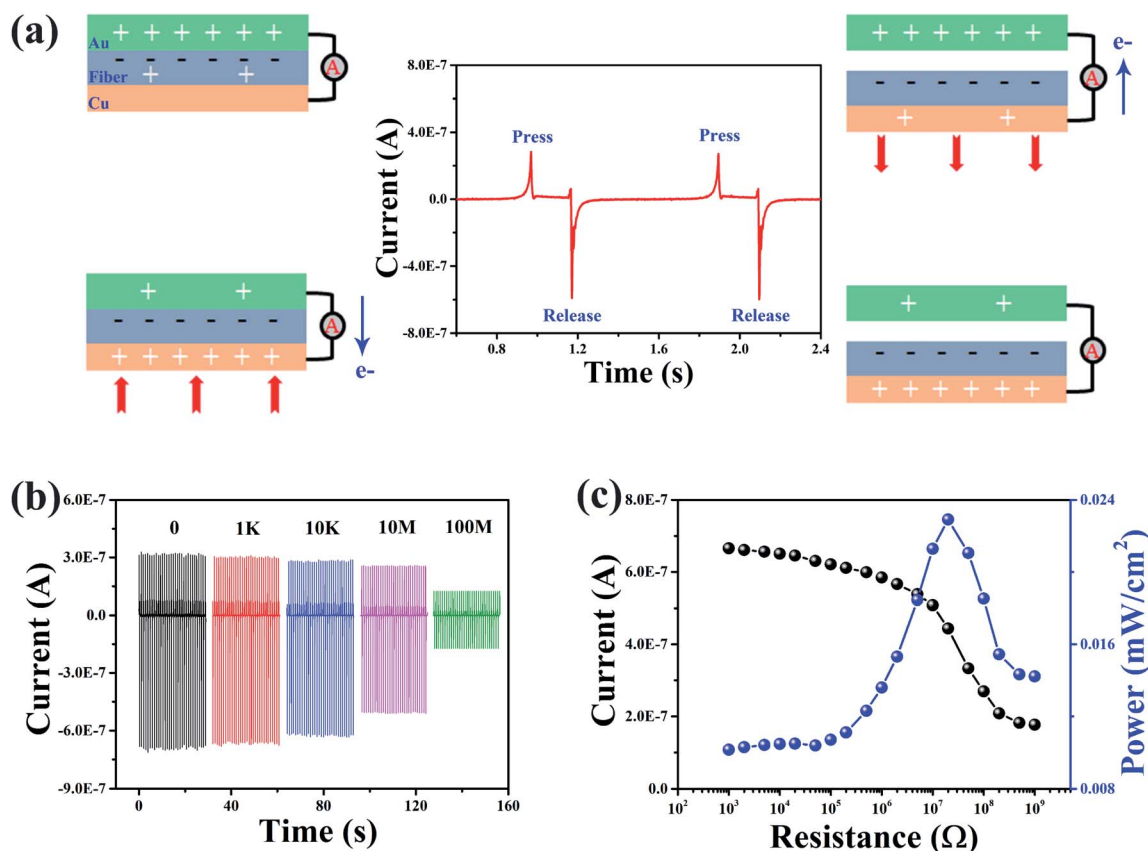 (a)
Au
Fiber
Cu
+ + + + + +
- - - - - -
+ +
A
8.0E-7
4.0E-7
0.0
-4.0E-7
-8.0E-7
Current (A)
Press
Press
Release
Release
0.8 1.2 1.6 2.0 2.4
Time (s)
+ + + + + +
- - - - - -
+ +
A
e-
+ +
- - - - - -
+ + + + + +
A
e-
+ +
- - - - - -
+ + + + + +
A
(b)
6.0E-7
3.0E-7
0.0
-3.0E-7
-6.0E-7
-9.0E-7
Current (A)
0 1K 10K 10M 100M
0 40 80 120 160
Time (s)
(c)
8.0E-7
6.0E-7
4.0E-7
2.0E-7
0.0
Current (A)
0.024
0.016
0.008
Power (mW/cm²)
10² 10³ 10⁴ 10⁵ 10⁶ 10⁷ 10⁸ 10⁹
Resistance (Ω)